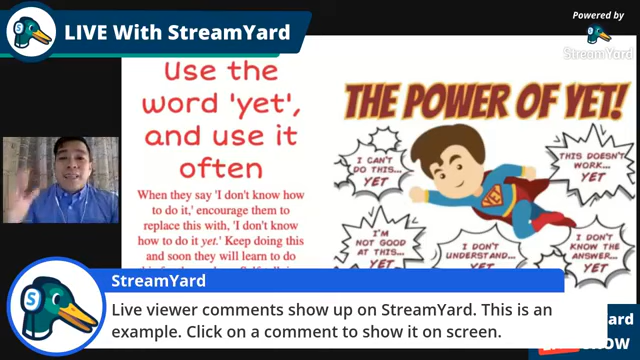 LIVE With StreamYard
Powered by
StreamYard
Use the
word 'yet',
and use it
often
When they say 'I don't know how
to do it,' encourage them to
replace this with, 'I don't know
how to do it yet.' Keep doing this
and soon they will learn to do
THE POWER OF YET!
I CAN'T
DO THIS...
YET
THIS DOESN'T
WORK...
YET
I'M
NOT GOOD
AT THIS...
YET
I DON'T
UNDERSTAND...
YET
I DON'T
KNOW THE
ANSWER...
YET
StreamYard
Live viewer comments show up on StreamYard. This is an
example. Click on a comment to show it on screen.